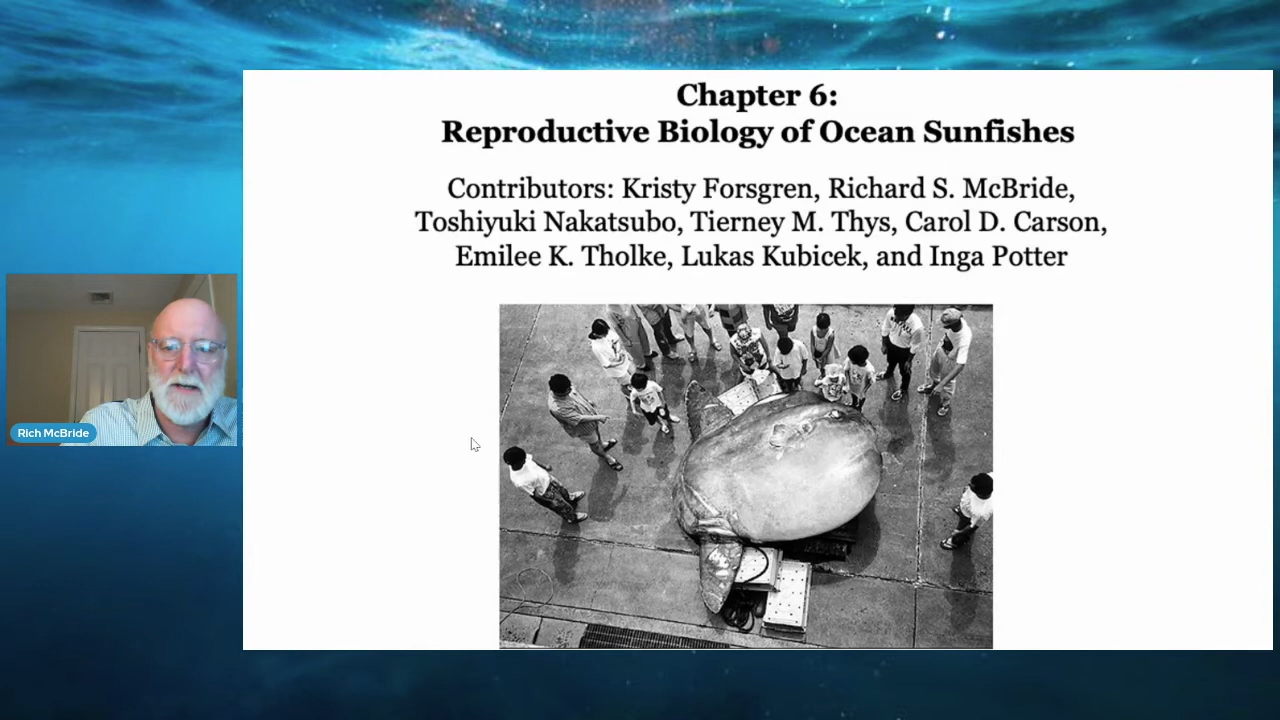 Chapter 6:
Reproductive Biology of Ocean Sunfishes
Contributors: Kristy Forsgren, Richard S. McBride,
Toshiyuki Nakatsubo, Tierney M. Thys, Carol D. Carson,
Emilee K. Tholke, Lukas Kubicek, and Inga Potter
Rich McBride